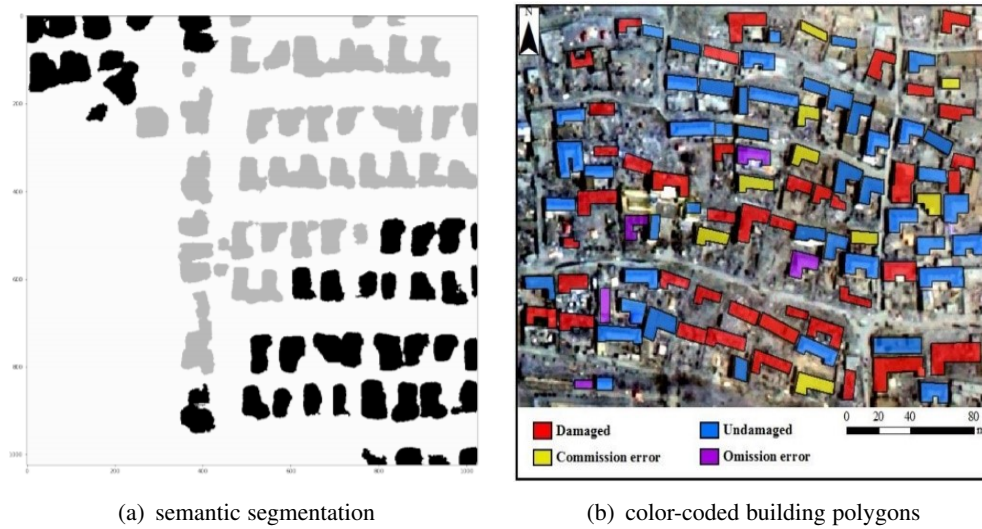 0
200
400
600
800
1000
0
200
400
600
800
1000
(a) semantic segmentation
N
Damaged
Undamaged
Commission error
Omission error
0 20 40 80
m
(b) color-coded building polygons